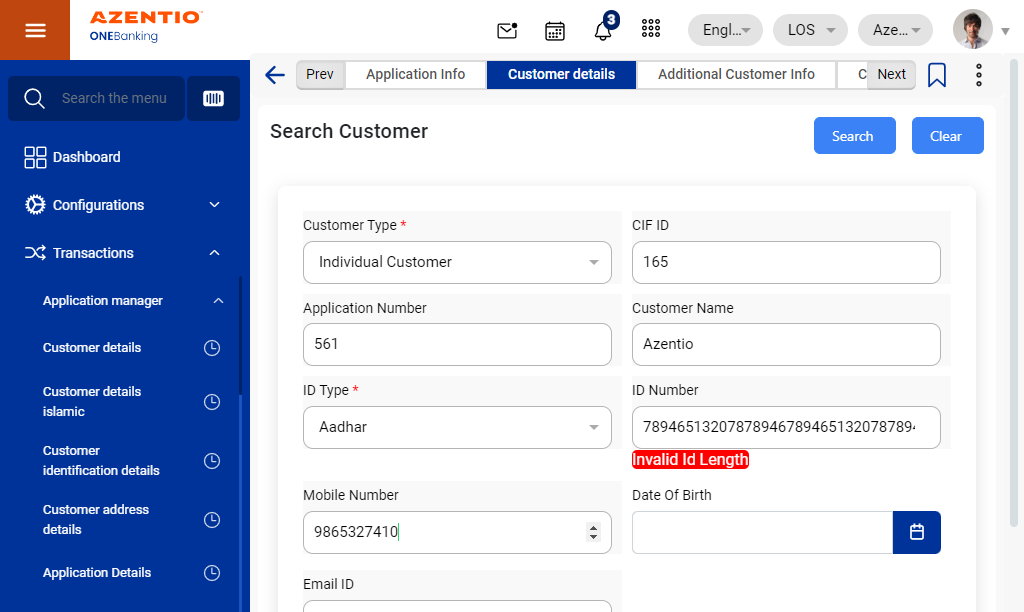 AZENTIO
ONEBanking
3
Engl...
LOS
Aze...
Search the menu
Dashboard
Configurations
Transactions
Application manager
Customer details
Customer details
islamic
Customer
identification details
Customer address
details
Application Details
Prev
Application Info
Customer details
Additional Customer Info
C
Next
Search Customer
Search
Clear
Customer Type *
Individual Customer
CIF ID
165
Application Number
561
Customer Name
Azentio
ID Type *
Aadhar
ID Number
789465132078789467894651320787894
Invalid Id Length
Mobile Number
9865327410
Date Of Birth
Email ID